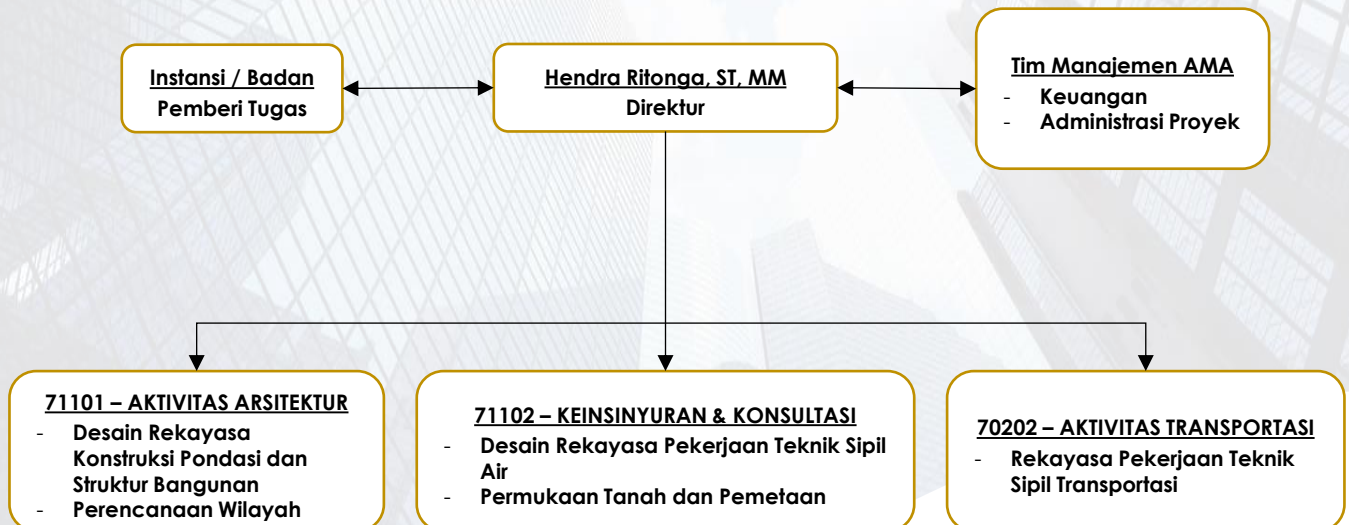 Instansi / Badan
Pemberi Tugas
Hendra Ritonga, ST, MM
Direktur
Tim Manajemen AMA
- Keuangan
- Administrasi Proyek
71101 – AKTIVITAS ARSITEKTUR
- Desain Rekayasa
Konstruksi Pondasi dan
Struktur Bangunan
- Perencanaan Wilayah
71102 – KEINSINYURAN & KONSULTASI
- Desain Rekayasa Pekerjaan Teknik Sipil
Air
- Permukaan Tanah dan Pemetaan
70202 – AKTIVITAS TRANSPORTASI
- Rekayasa Pekerjaan Teknik
Sipil Transportasi